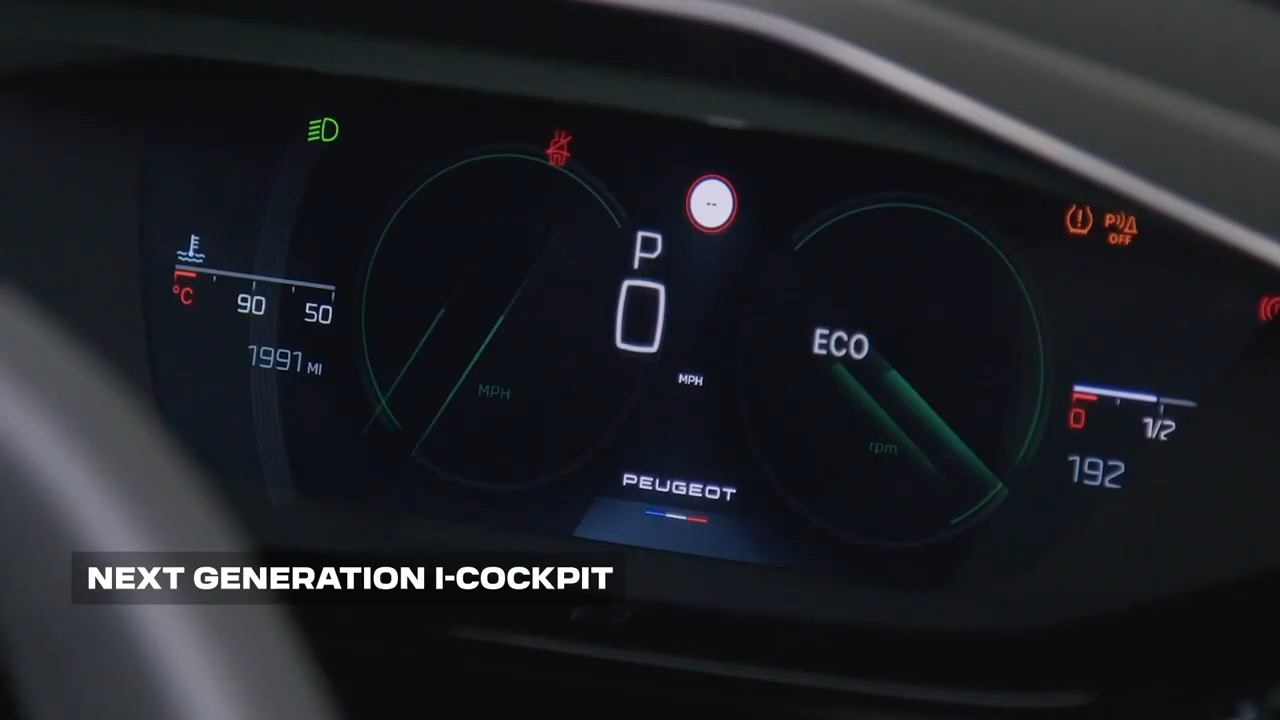 P
0
MPH
--
°C
90
50
1991 MI
MPH
ECO
rpm
P
OFF
0
1/2
192
PEUGEOT
NEXT GENERATION I-COCKPIT